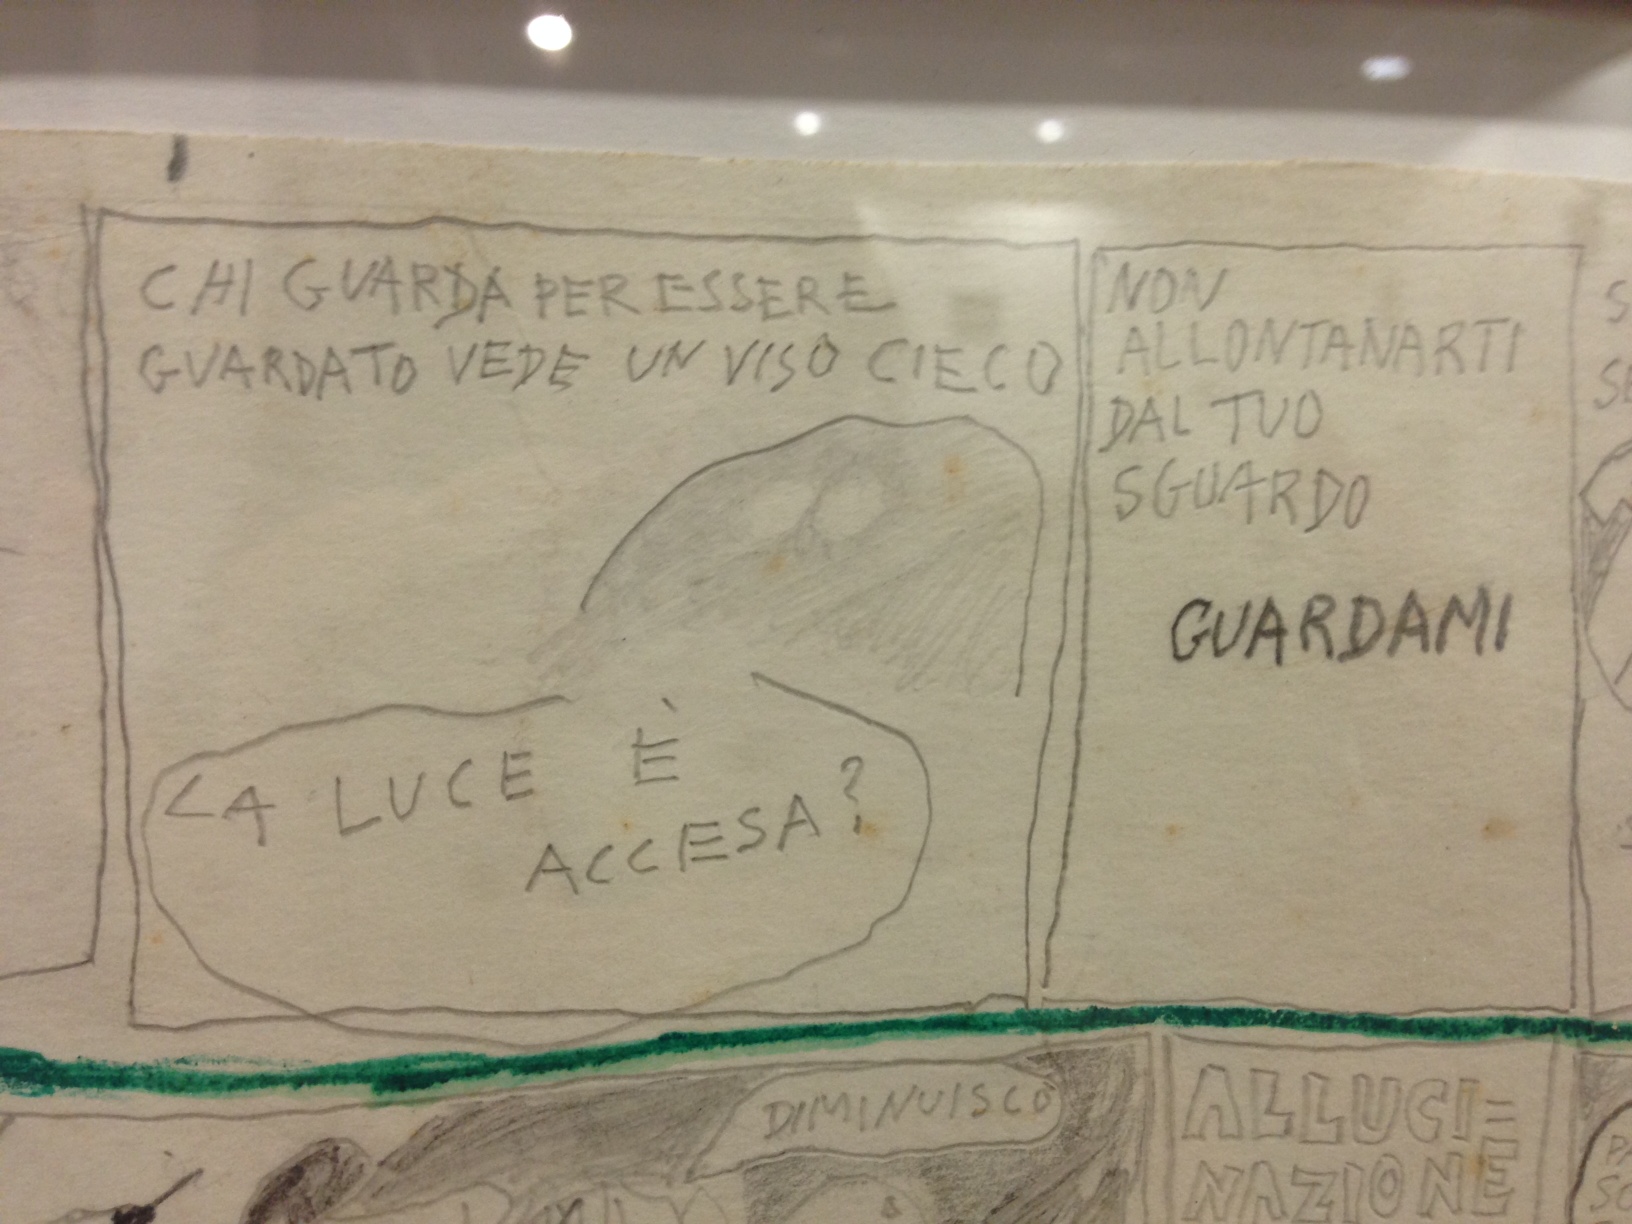 CHI GUARDA PER ESSERE
GUARDATO VEDE UN VISO CIECO
LA LUCE È
ACCESA?
NON
ALLONTANARTI
DAL TUO
SGUARDO
GUARDAMI
DIMINUISCO
ALLUCI=
NAZIONE